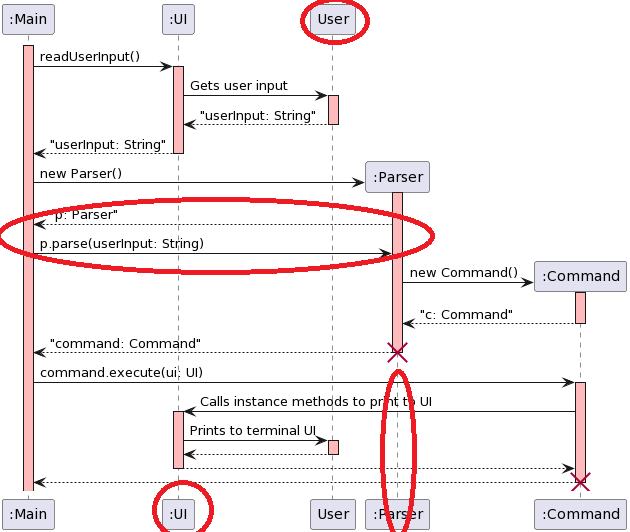 :Main
:UI
User
readUserInput()
Gets user input
"userInput: String"
"userInput: String"
new Parser()
:Parser
p: Parser"
p.parse(userInput: String)
new Command()
:Command
"c: Command"
"command: Command"
command.execute(ui: UI)
Calls instance methods to print to UI
Prints to terminal UI
:Main
:UI
User
:Parser
:Command